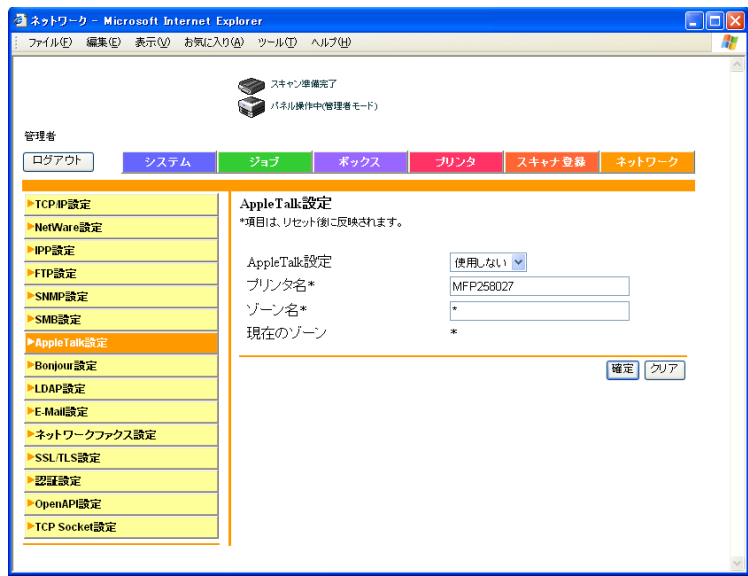 ネットワーク - Microsoft Internet Explorer
ファイル(F) 編集(E) 表示(V) お気に入り(A) ツール(T) ヘルプ(H)
スキャン準備完了
パネル操作中(管理者モード)
管理者
ログアウト システム ジョブ ボックス プリンタ スキャナ登録 ネットワーク
▶TCP/IP設定
▶NetWare設定
▶IPP設定
▶FTP設定
▶SNMP設定
▶SMB設定
▶AppleTalk設定
▶Bonjour設定
▶LDAP設定
▶E-Mail設定
▶ネットワークファクス設定
▶SSL/TLS設定
▶認証設定
▶OpenAPI設定
▶TCP Socket設定
AppleTalk設定
*項目は、リセット後に反映されます。
AppleTalk設定 使用しない
プリンタ名* MFP258027
ゾーン名* *
現在のゾーン *
確定 クリア